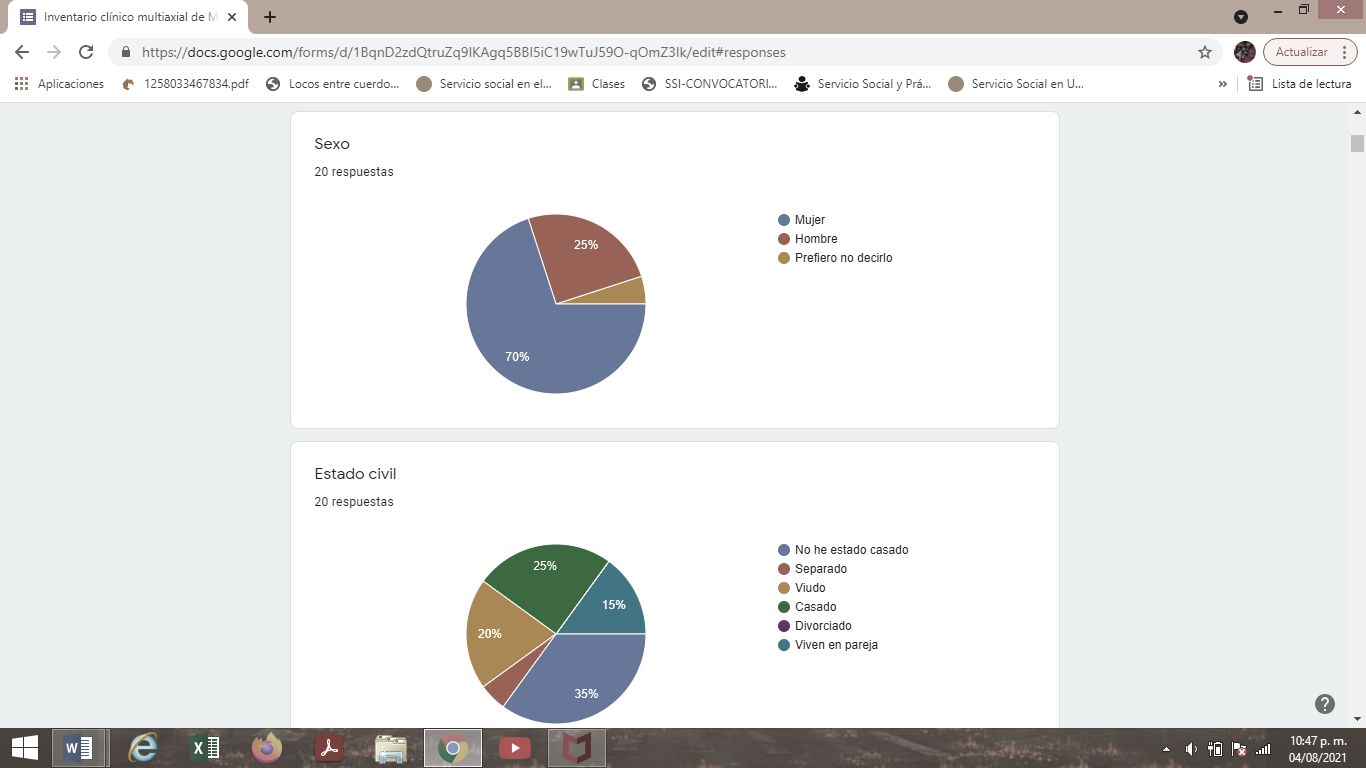 Inventario clínico multiaxial de M
https://docs.google.com/forms/d/1BqnD2zdQtruZq9IKAgq5BBI5iC19wTuJ59O-qOmZ3Ik/edit#responses
Actualizar
Aplicaciones
1258033467834.pdf
Locos entre cuerdo...
Servicio social en el...
Clases
SSI-CONVOCATORI...
Servicio Social y Prá...
Servicio Social en U...
»
Lista de lectura
Sexo
20 respuestas
25%
70%
Mujer
Hombre
Prefiero no decirlo
Estado civil
20 respuestas
25%
15%
20%
35%
No he estado casado
Separado
Viudo
Casado
Divorciado
Viven en pareja
10:47 p. m.
04/08/2021